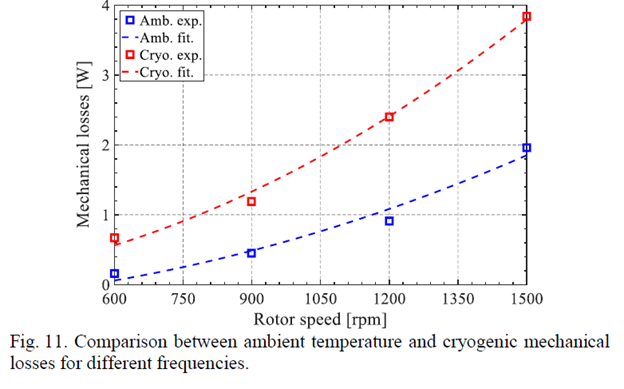 4
Amb. exp.
Amb. fit.
Cryo. exp.
Cryo. fit.
3
2
1
0
Mechanical losses [W]
600 750 900 1050 1200 1350 1500
Rotor speed [rpm]
Fig. 11. Comparison between ambient temperature and cryogenic mechanical
losses for different frequencies.